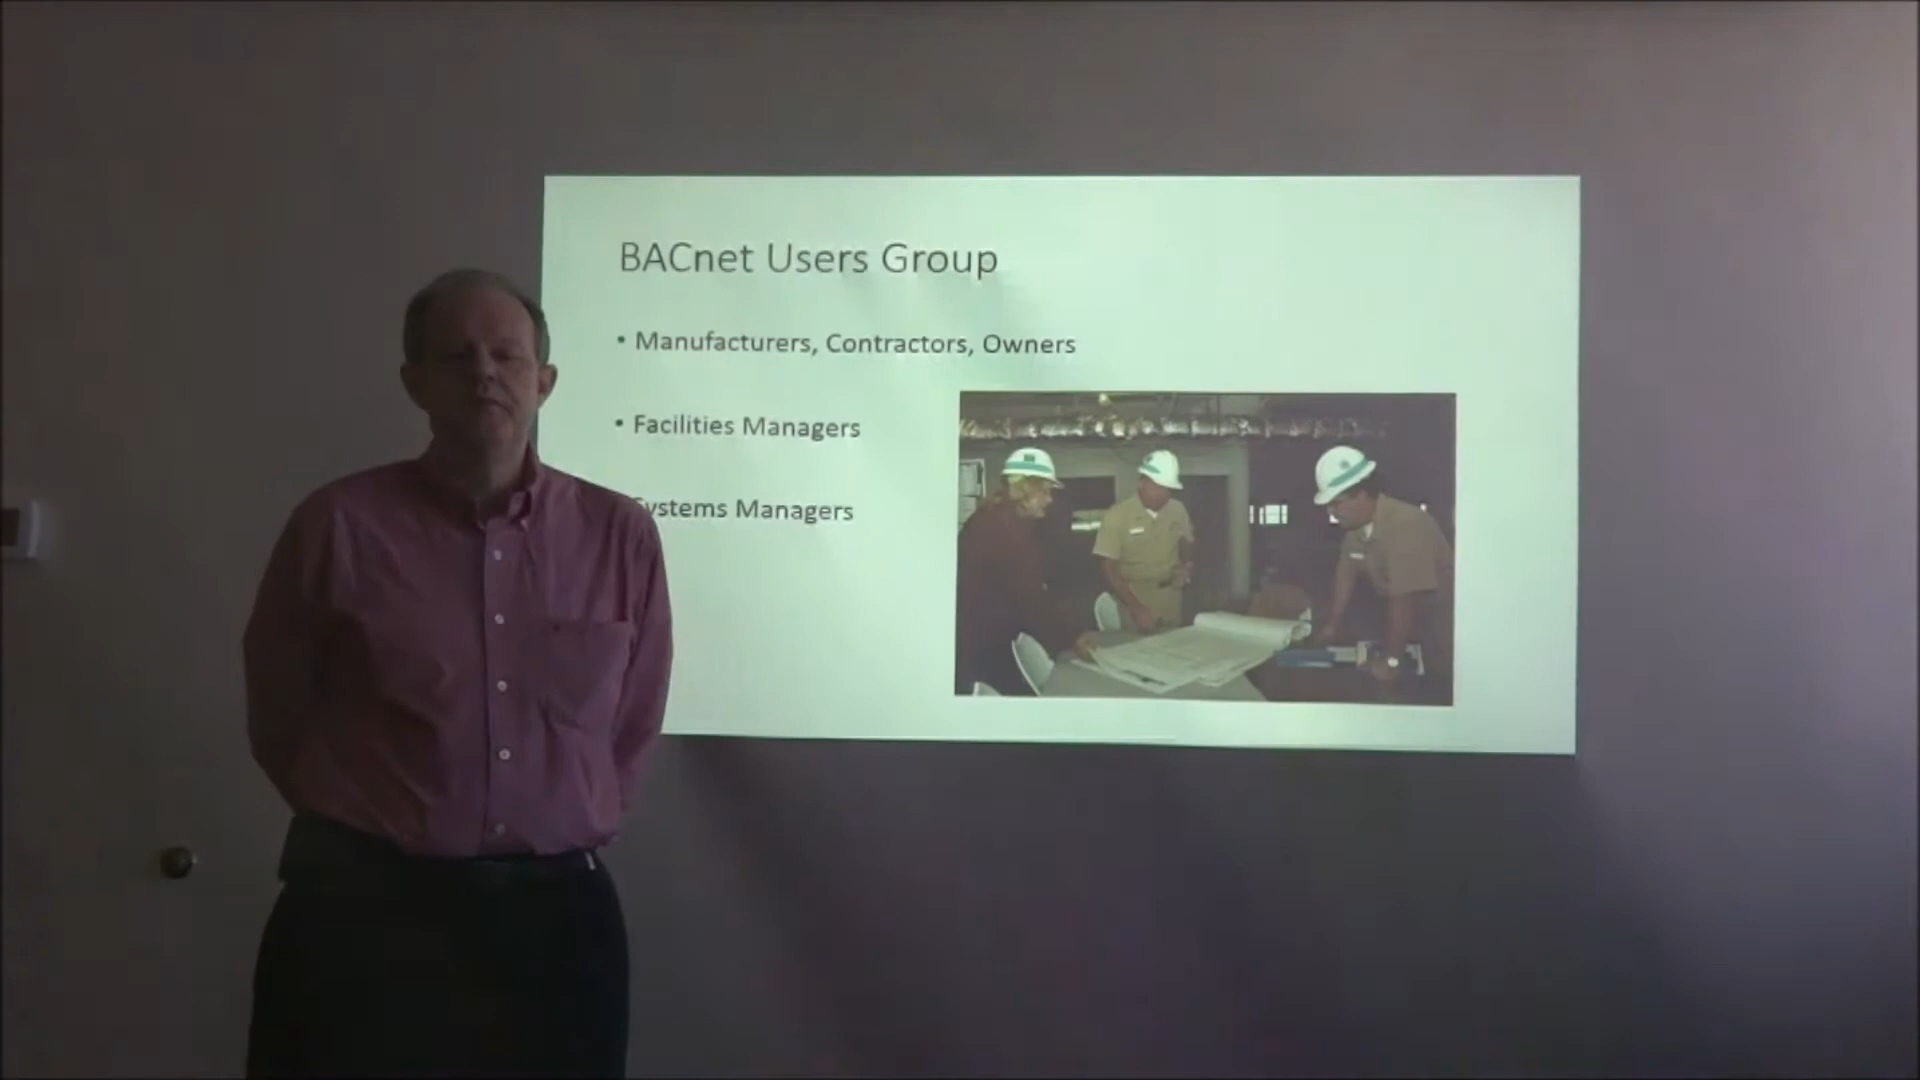 BACnet Users Group
• Manufacturers, Contractors, Owners
• Facilities Managers
Systems Managers